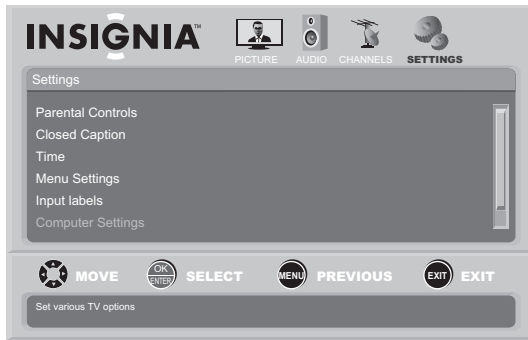 INSIGNIA™
PICTURE AUDIO CHANNELS SETTINGS
Settings
Parental Controls
Closed Caption
Time
Menu Settings
Input labels
Computer Settings
MOVE OK ENTER SELECT MENU PREVIOUS EXIT EXIT
Set various TV options